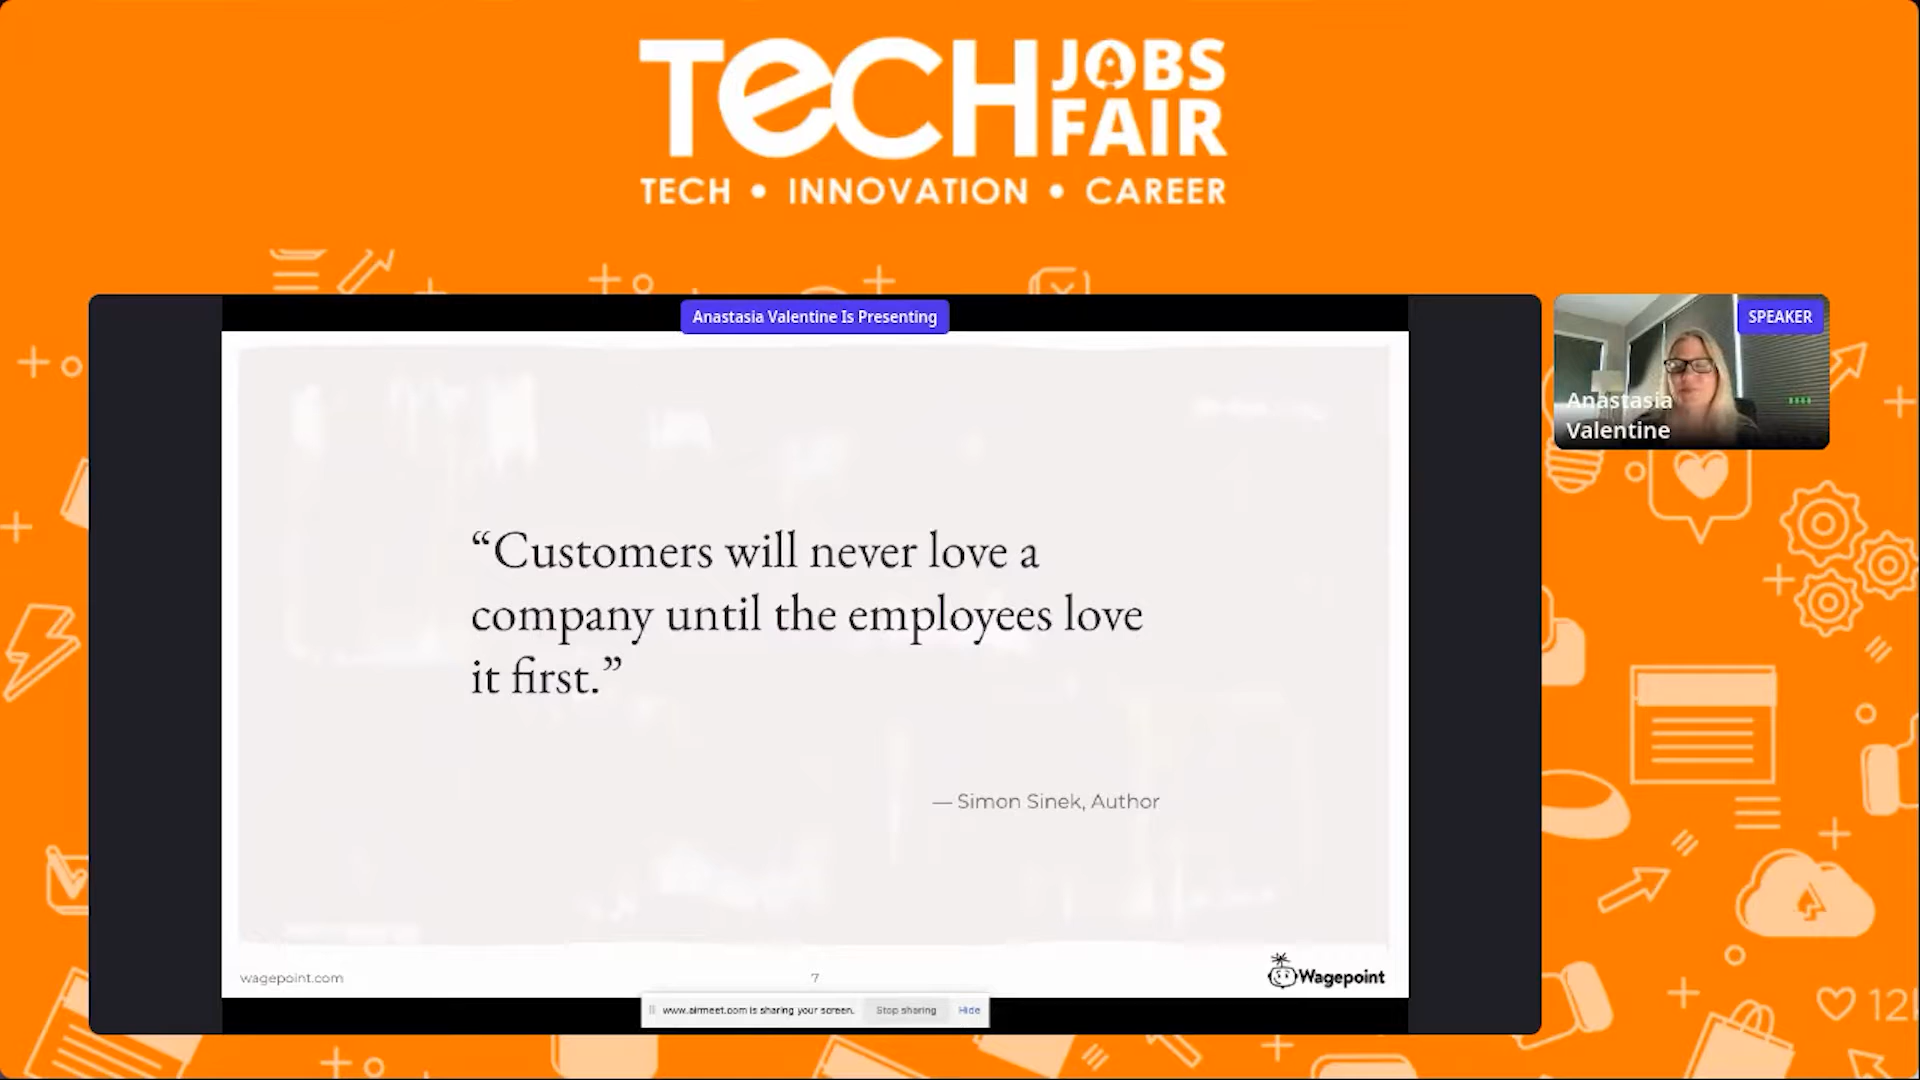 TECH JOBS
FAIR
TECH • INNOVATION • CAREER
Anastasia Valentine Is Presenting
SPEAKER
Anastasia
Valentine
“Customers will never love a
company until the employees love
it first.”
— Simon Sinek, Author
wagepoint.com
7
Wagepoint
www.airmeet.com is sharing your screen.
Stop sharing
Hide